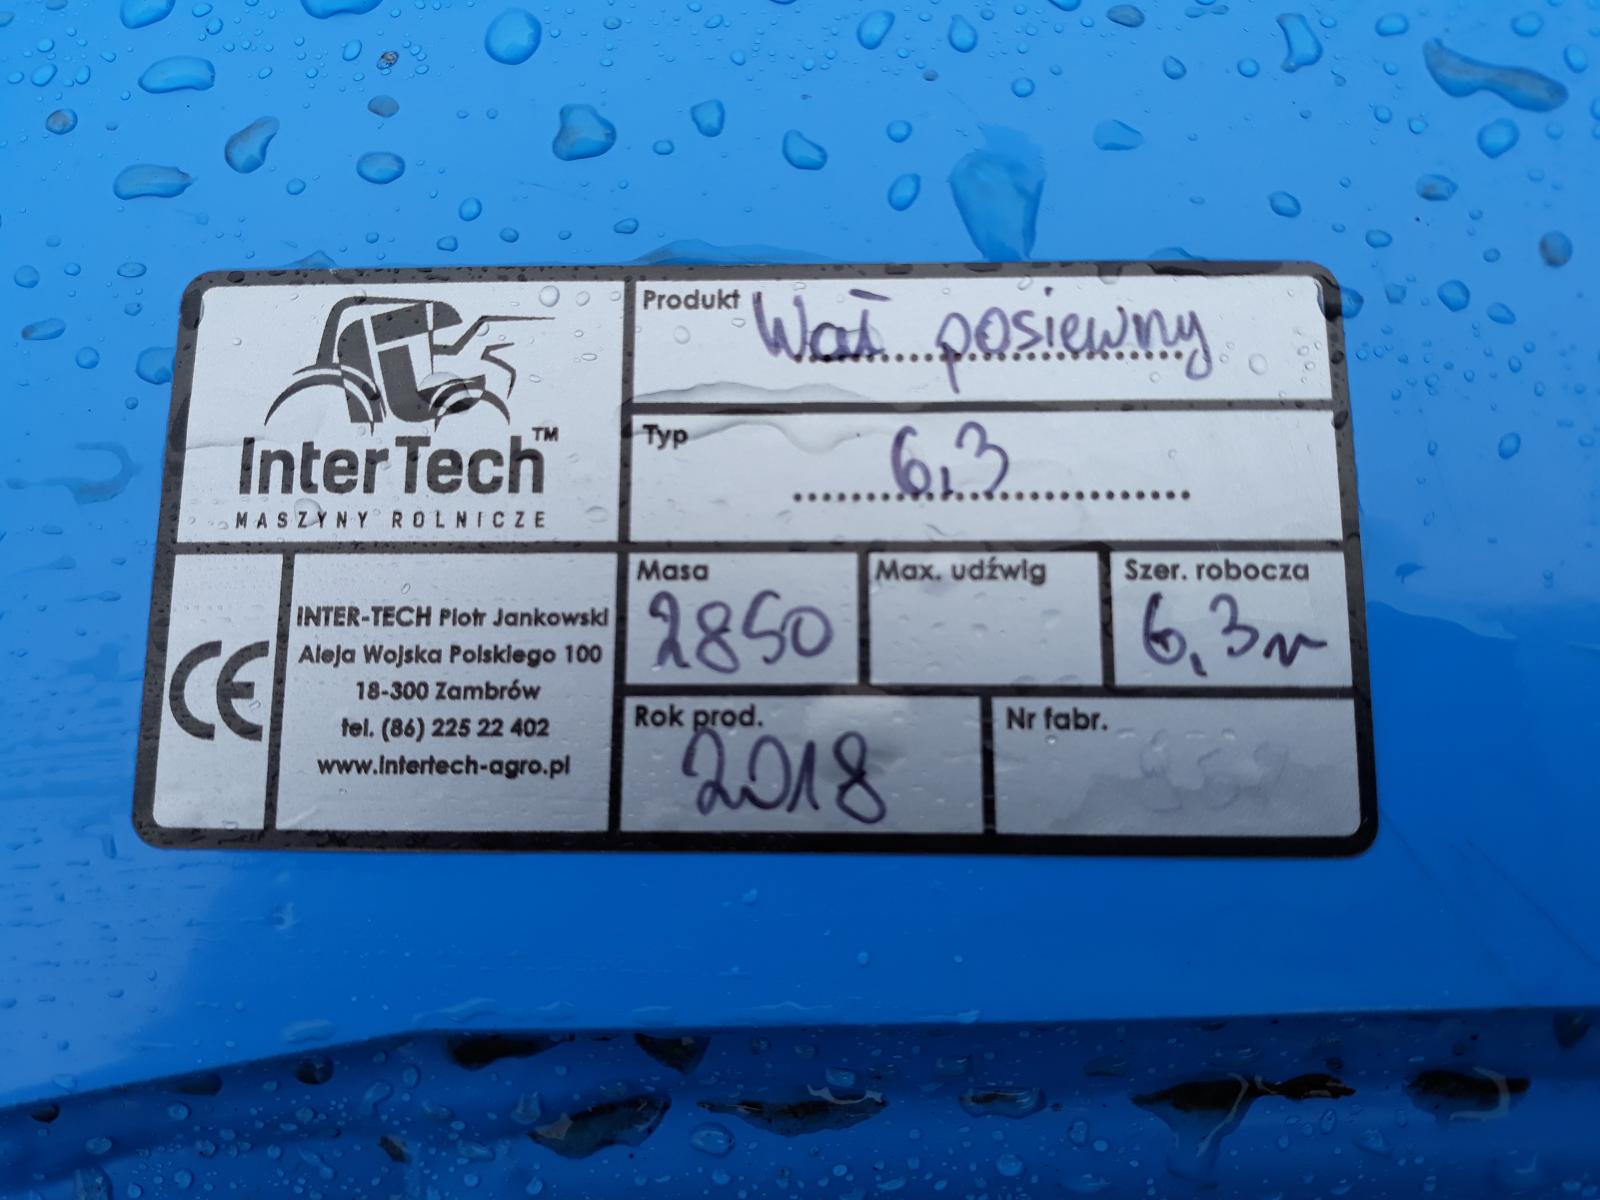 Inter Tech™
MASZYNY ROLNICZE
Produkt Wał posiewny
Typ 6,3
INTER-TECH Piotr Jankowski
Aleja Wojska Polskiego 100
18-300 Zambrów
tel. (86) 225 22 402
www.intertech-agro.pl
CE
Masa 2850
Max. udźwig
Szer. robocza 6,3m
Rok prod. 2018
Nr fabr.